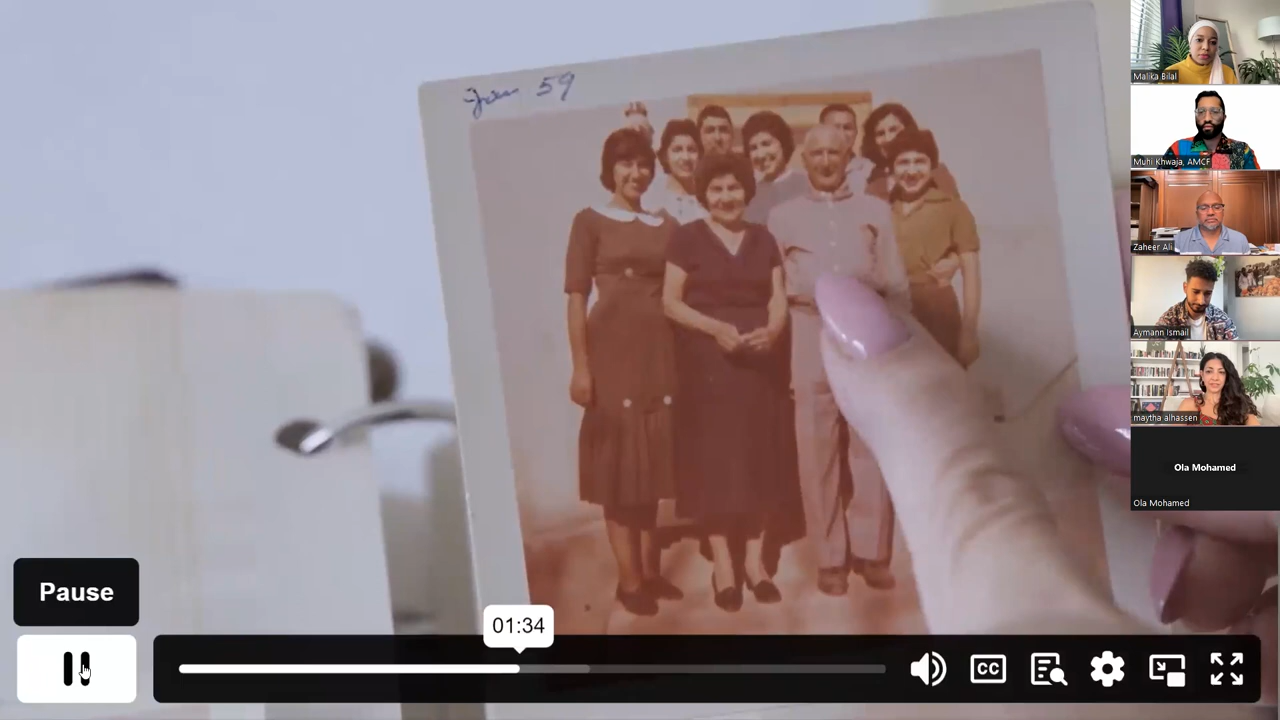 Jan 59
Malika Bilal
Muhi Khwaja, AMCF
Zaheer Ali
Aymann Ismail
maytha alhassen
Ola Mohamed
Ola Mohamed
Pause
01:34
CC